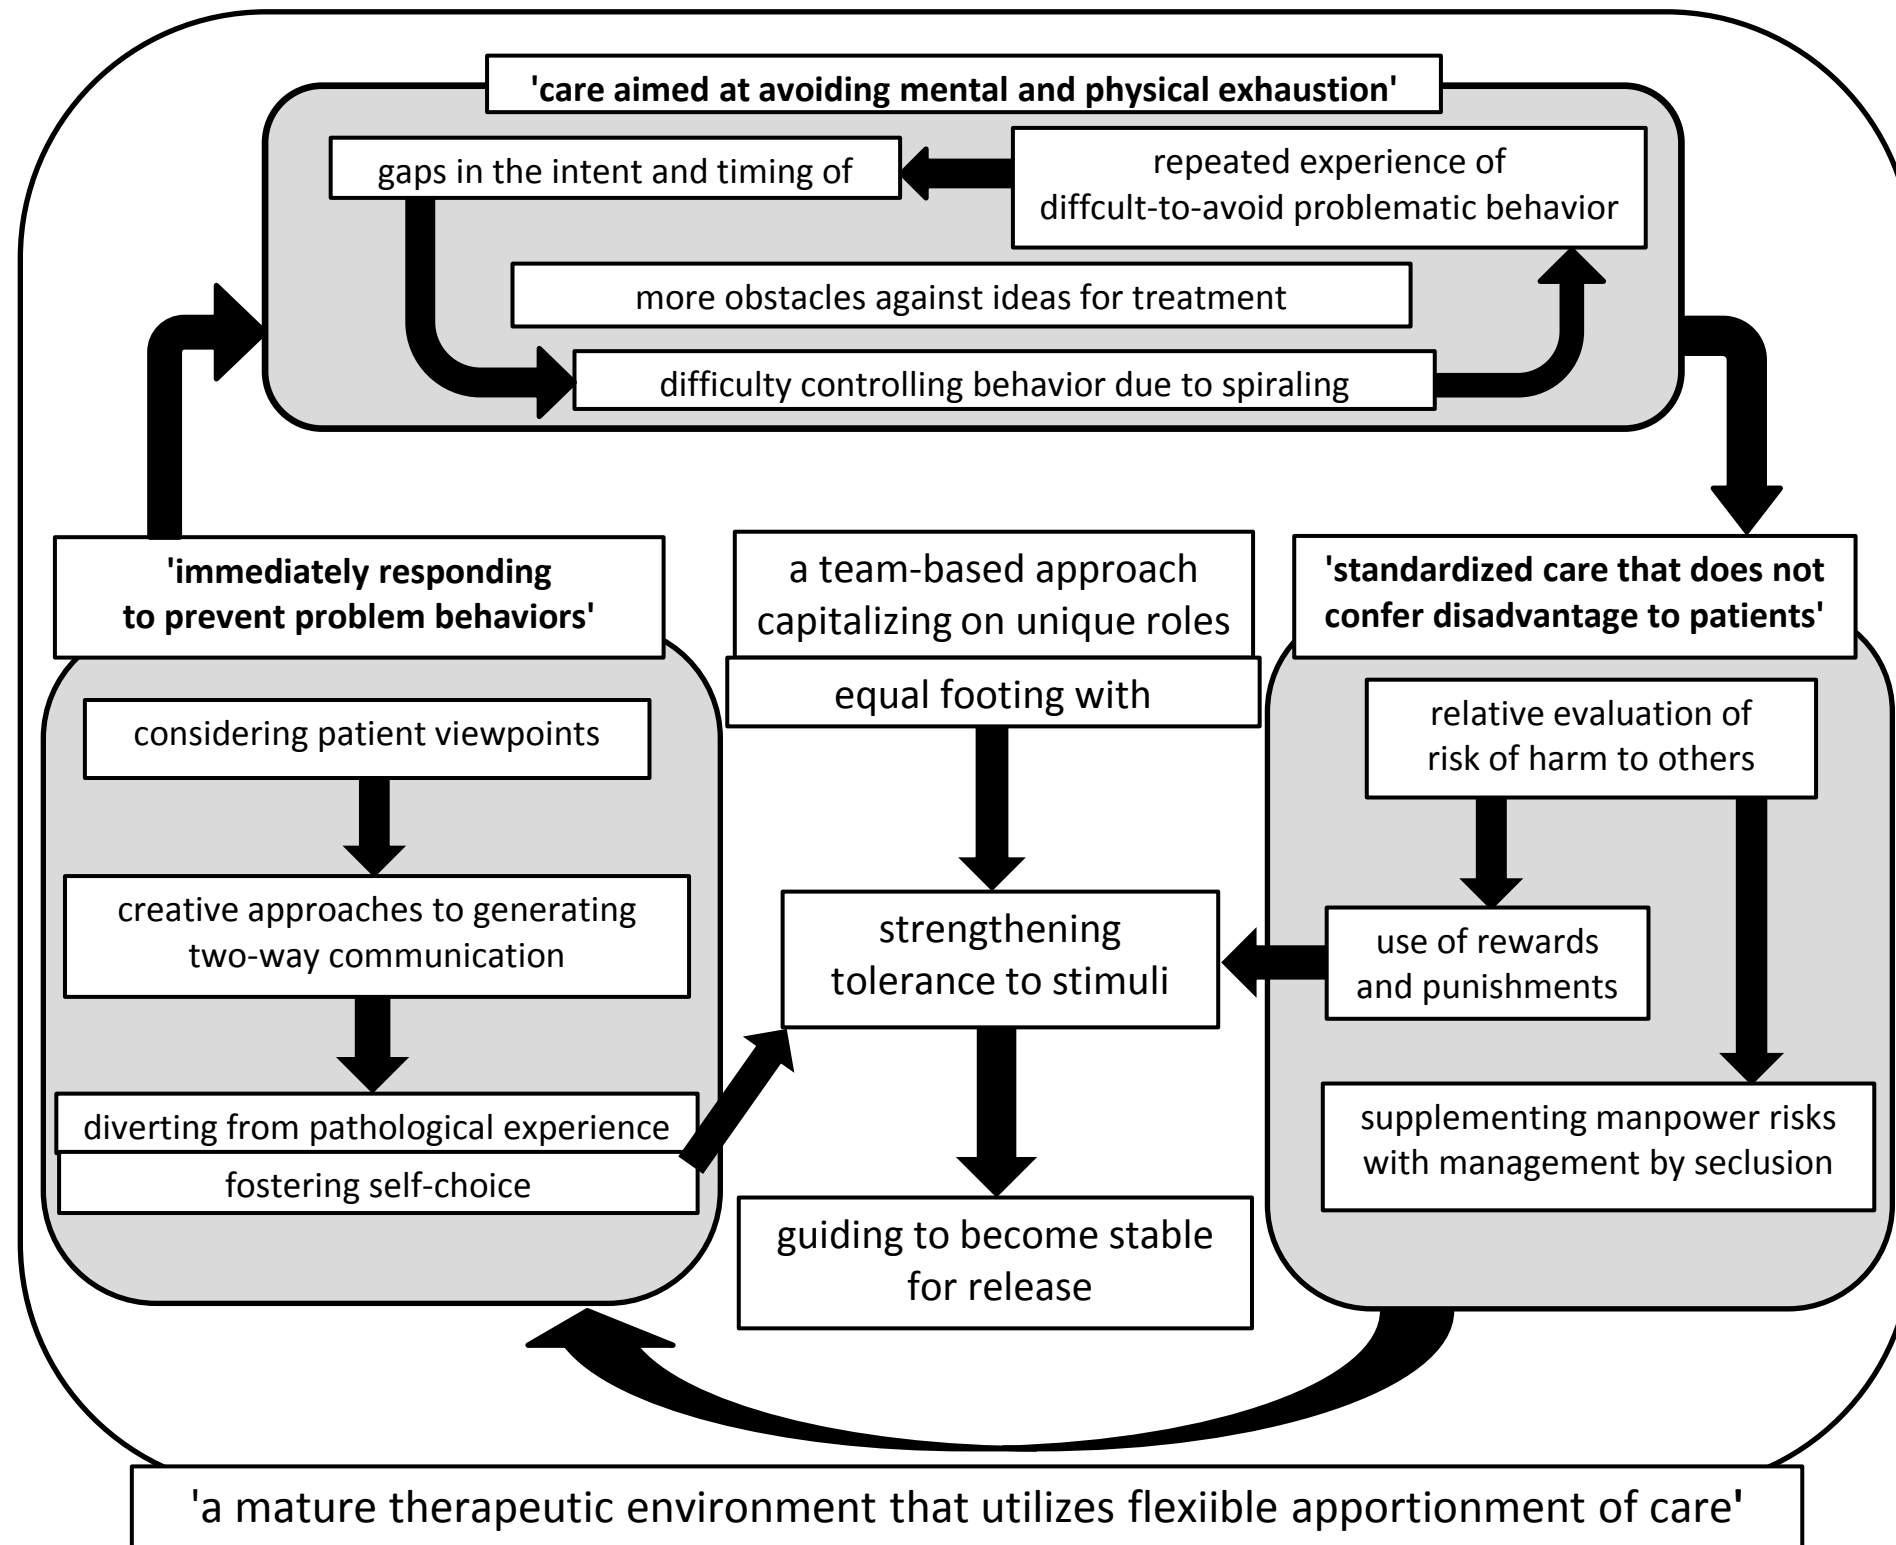 'care aimed at avoiding mental and physical exhaustion'
gaps in the intent and timing of
repeated experience of
diffcult-to-avoid problematic behavior
more obstacles against ideas for treatment
difficulty controlling behavior due to spiraling
'immediately responding
to prevent problem behaviors'
considering patient viewpoints
creative approaches to generating
two-way communication
diverting from pathological experience
fostering self-choice
a team-based approach
capitalizing on unique roles
equal footing with
strengthening
tolerance to stimuli
guiding to become stable
for release
'standardized care that does not
confer disadvantage to patients'
relative evaluation of
risk of harm to others
use of rewards
and punishments
supplementing manpower risks
with management by seclusion
'a mature therapeutic environment that utilizes flexiible apportionment of care'